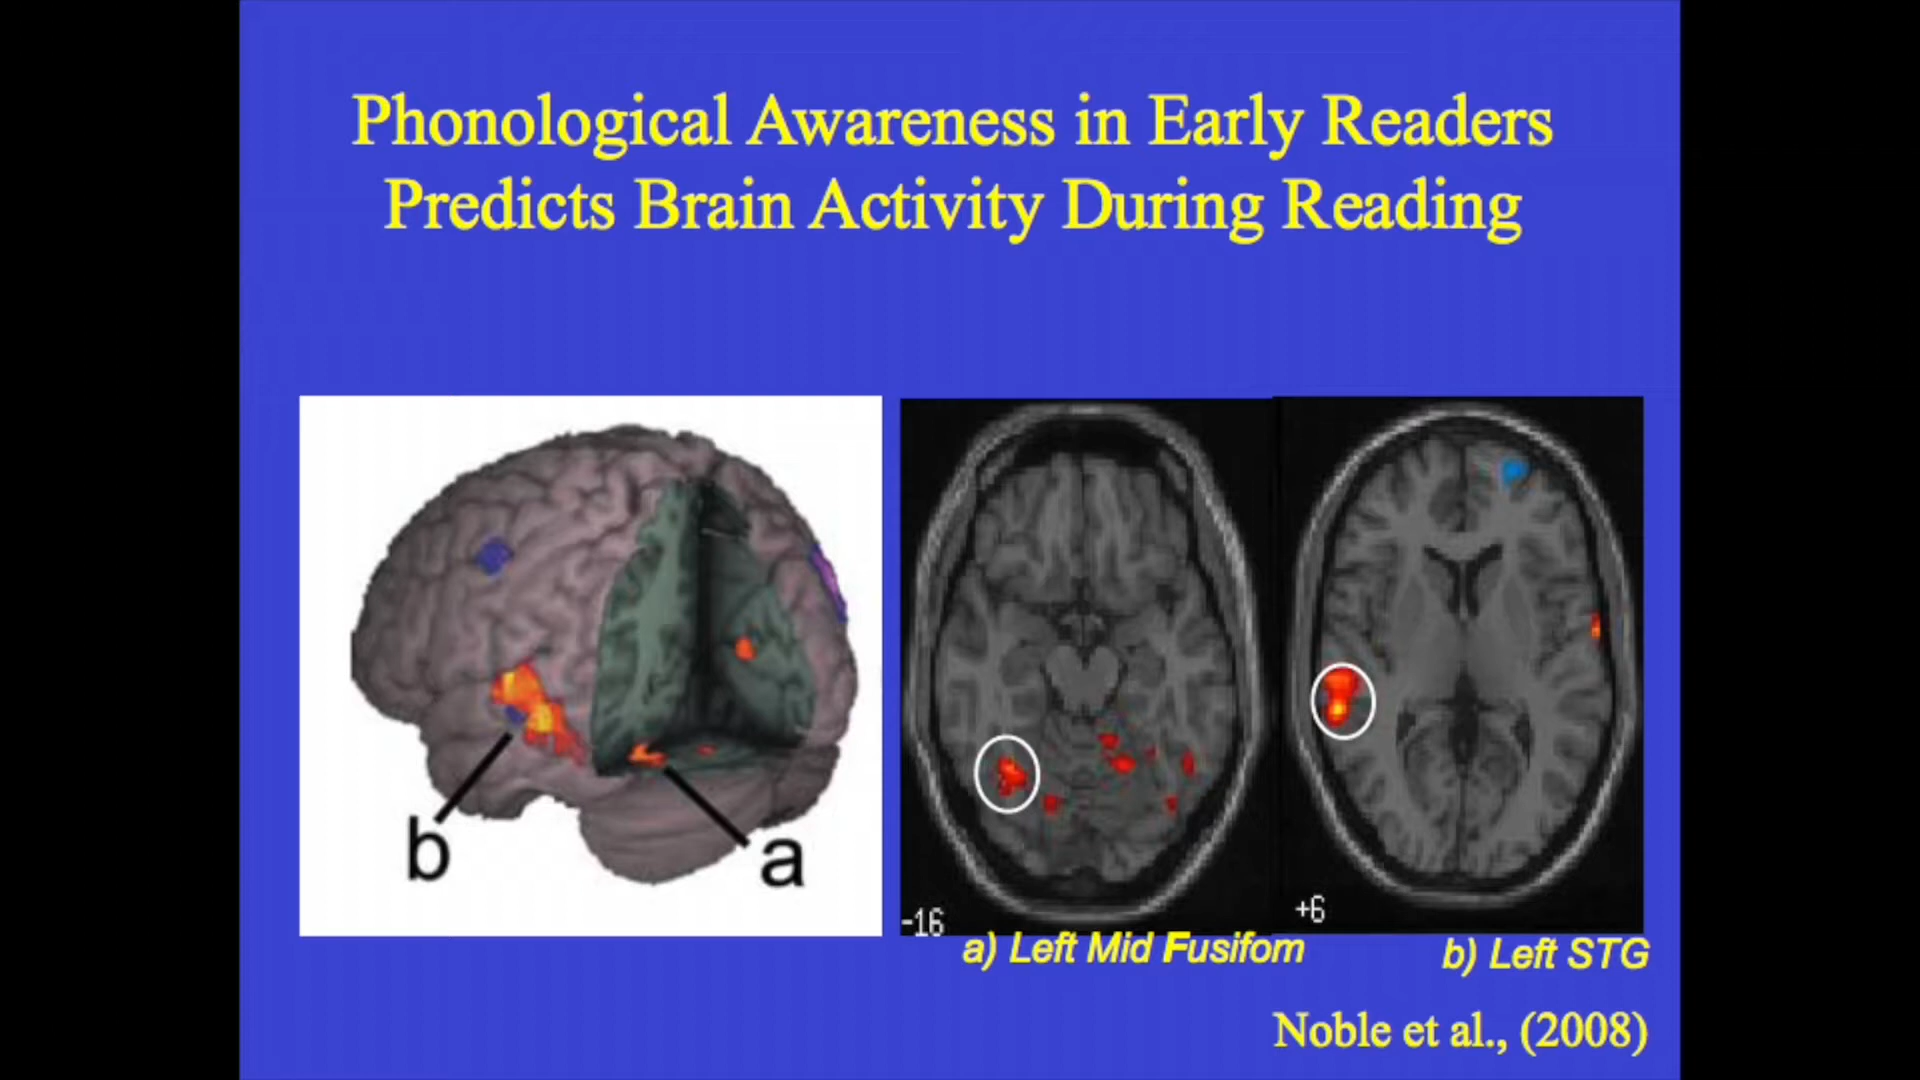 Phonological Awareness in Early Readers
Predicts Brain Activity During Reading
b
a
-16
+6
a) Left Mid Fusifom
b) Left STG
Noble et al., (2008)